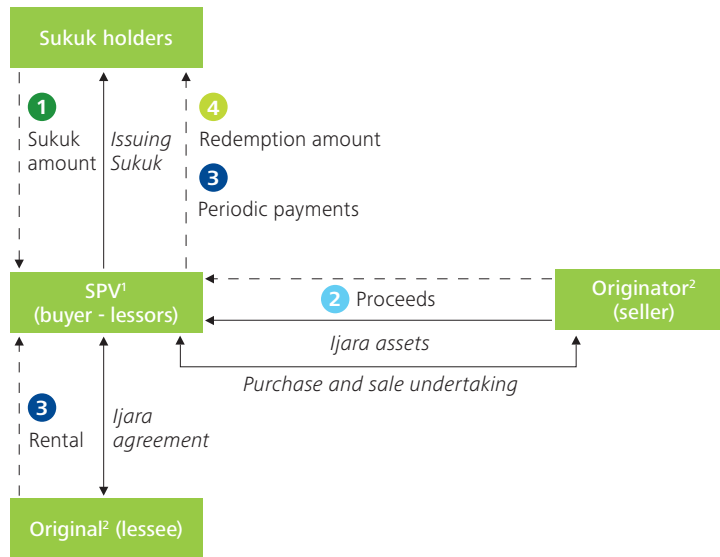 Sukuk holders
1
Sukuk
amount
Issuing
Sukuk
4
Redemption amount
3
Periodic payments
SPV¹
(buyer - lessors)
2 Proceeds
Originator²
(seller)
Ijara assets
Purchase and sale undertaking
3
Rental
Ijara
agreement
Original² (lessee)